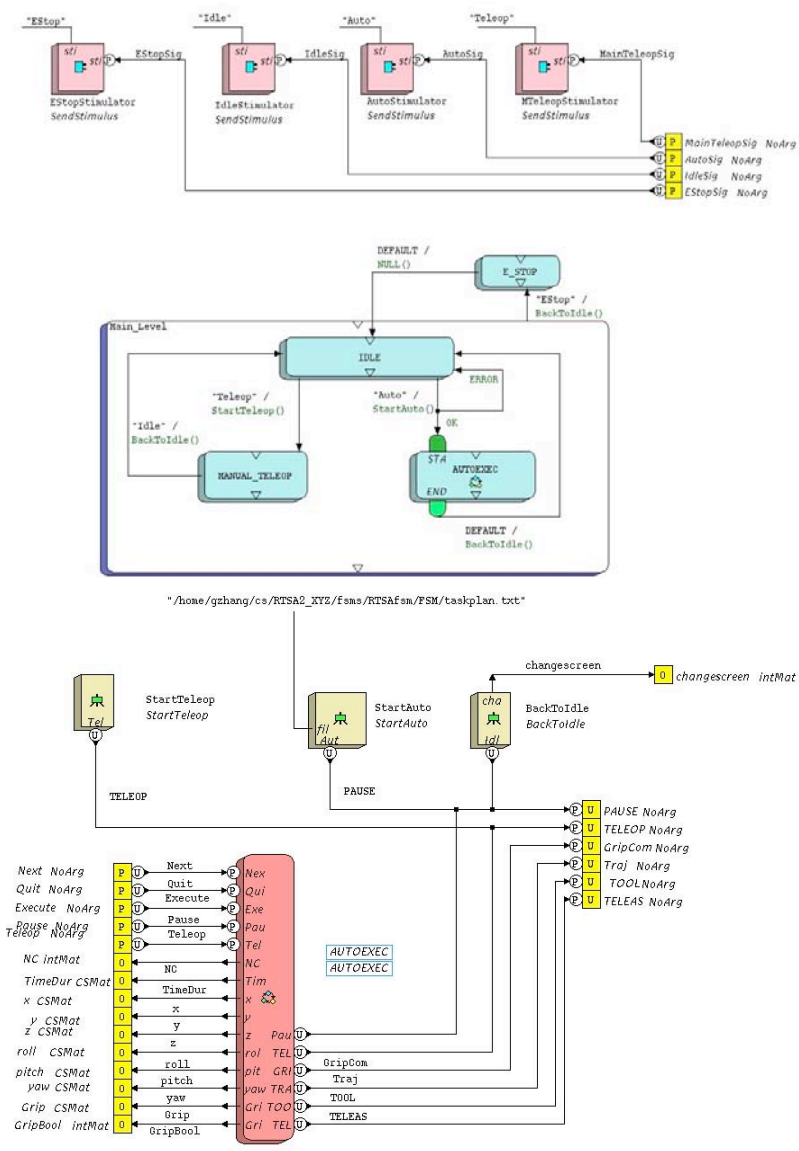 "EStop"
"Idle"
"Auto"
"Teleop"
sti
sti
sti
sti
sti P
EStopSig
sti P
IdleSig
sti P
AutoSig
sti P
MainTeleopSig
EStopStimulator
SendStimulus
IdleStimulator
SendStimulus
AutoStimulator
SendStimulus
MTeleopStimulator
SendStimulus
U P MainTeleopSig NoArg
U P AutoSig NoArg
U P IdleSig NoArg
U P EStopSig NoArg
DEFAULT /
NULL()
E_STOP
"EStop" /
BackToIdle()
Main_Level
IDLE
ERROR
"Teleop" /
StartTeleop()
"Auto" /
StartAuto()
OK
"Idle" /
BackToIdle()
STA
MANUAL_TELEOP
AUTOEXEC
END
DEFAULT /
BackToIdle()
"/home/gzhang/cs/RTSA2_XYZ/fsms/RTSAfsm/FSM/taskplan.txt"
changescreen
O changescreen intMat
StartTeleop
StartTeleop
Tel
U
StartAuto
StartAuto
fil
Aut
U
cha
BackToIdle
BackToIdle
Idl
U
TELEOP
PAUSE
P U PAUSE NoArg
P U TELEOP NoArg
P U GripCom NoArg
P U Traj NoArg
P U TOOL NoArg
P U TELEAS NoArg
Next NoArg P U Next P Nex
Quit NoArg P U Quit P Qui
Execute NoArg P U Execute P Exe
Pause NoArg P U Pause P Pau
Teleop NoArg P U Teleop P Tel
AUTOEXEC
AUTOEXEC
NC intMat O NC NC
TimeDur CSMat O TimeDur Tim
x CSMat O x x
y CSMat O y y
z CSMat O z z Pau U
roll CSMat O roll rol TEL U
pitch CSMat O pitch pit GRI U GripCom
yaw CSMat O yaw yaw TRA U Traj
Grip CSMat O Grip Gri TOO U TOOL
GripBool intMat O GripBool Gri TEL U TELEAS